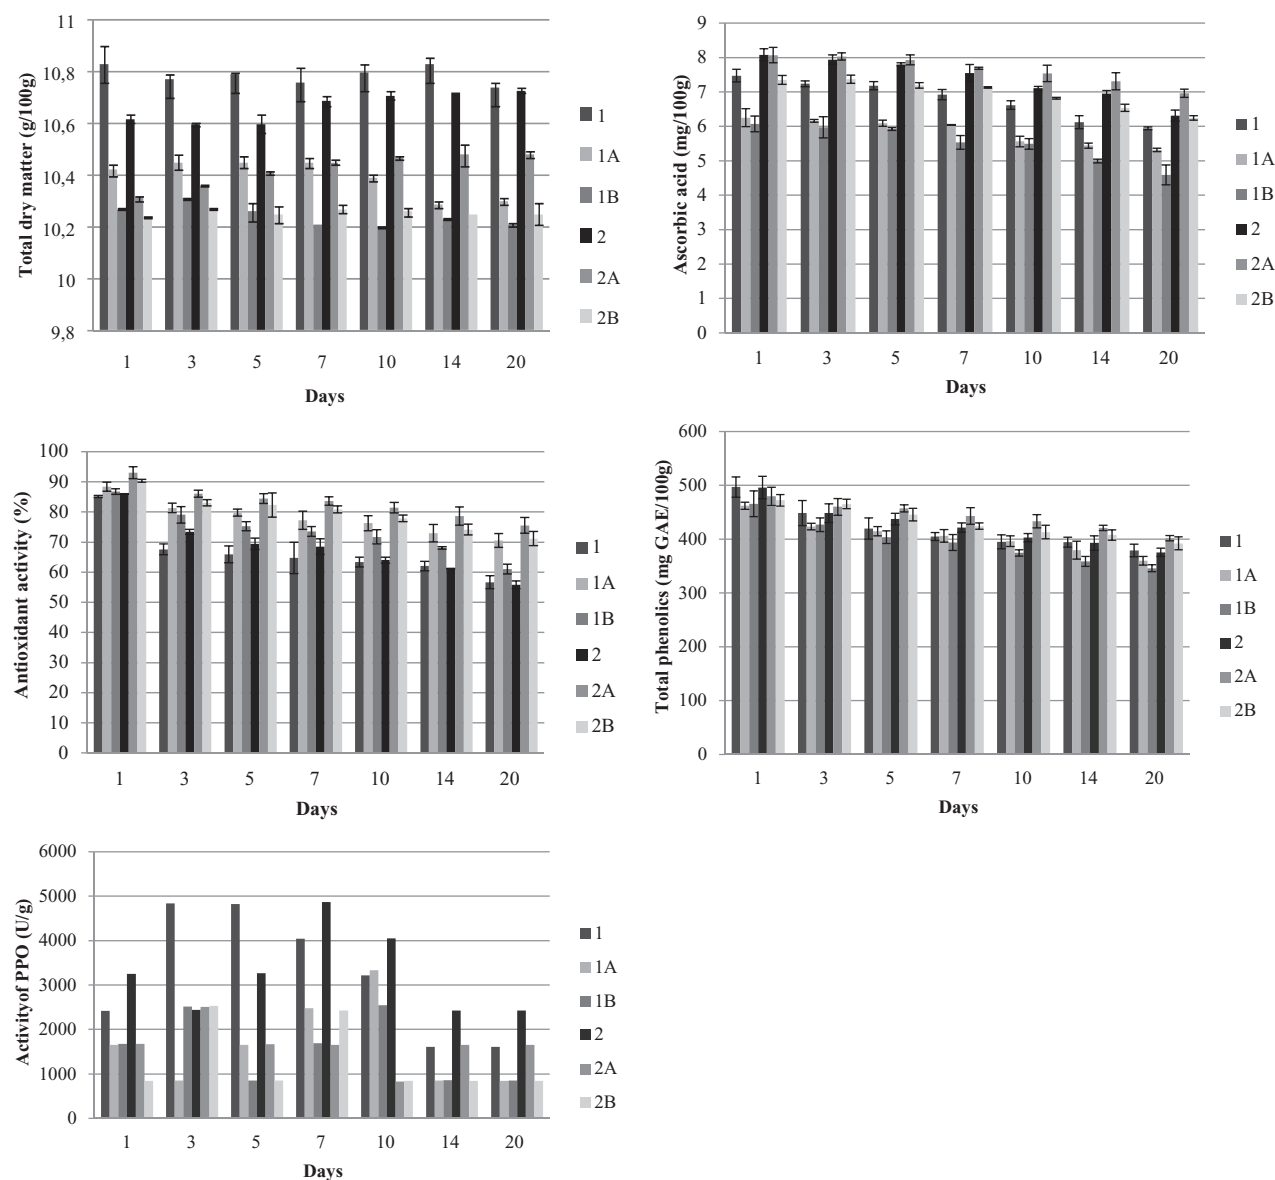 Total dry matter (g/100g)
11
10,8
10,6
10,4
10,2
10
9,8
1 3 5 7 10 14 20
Days
1
1A
1B
2
2A
2B
Ascorbic acid (mg/100g)
9
8
7
6
5
4
3
2
1
0
1 3 5 7 10 14 20
Days
1
1A
1B
2
2A
2B
Antioxidant activity (%)
100
90
80
70
60
50
40
30
20
10
0
1 3 5 7 10 14 20
Days
1
1A
1B
2
2A
2B
Total phenolics (mg GAE/100g)
600
500
400
300
200
100
0
1 3 5 7 10 14 20
Days
1
1A
1B
2
2A
2B
Activity of PPO (U/g)
6000
5000
4000
3000
2000
1000
0
1 3 5 7 10 14 20
Days
1
1A
1B
2
2A
2B